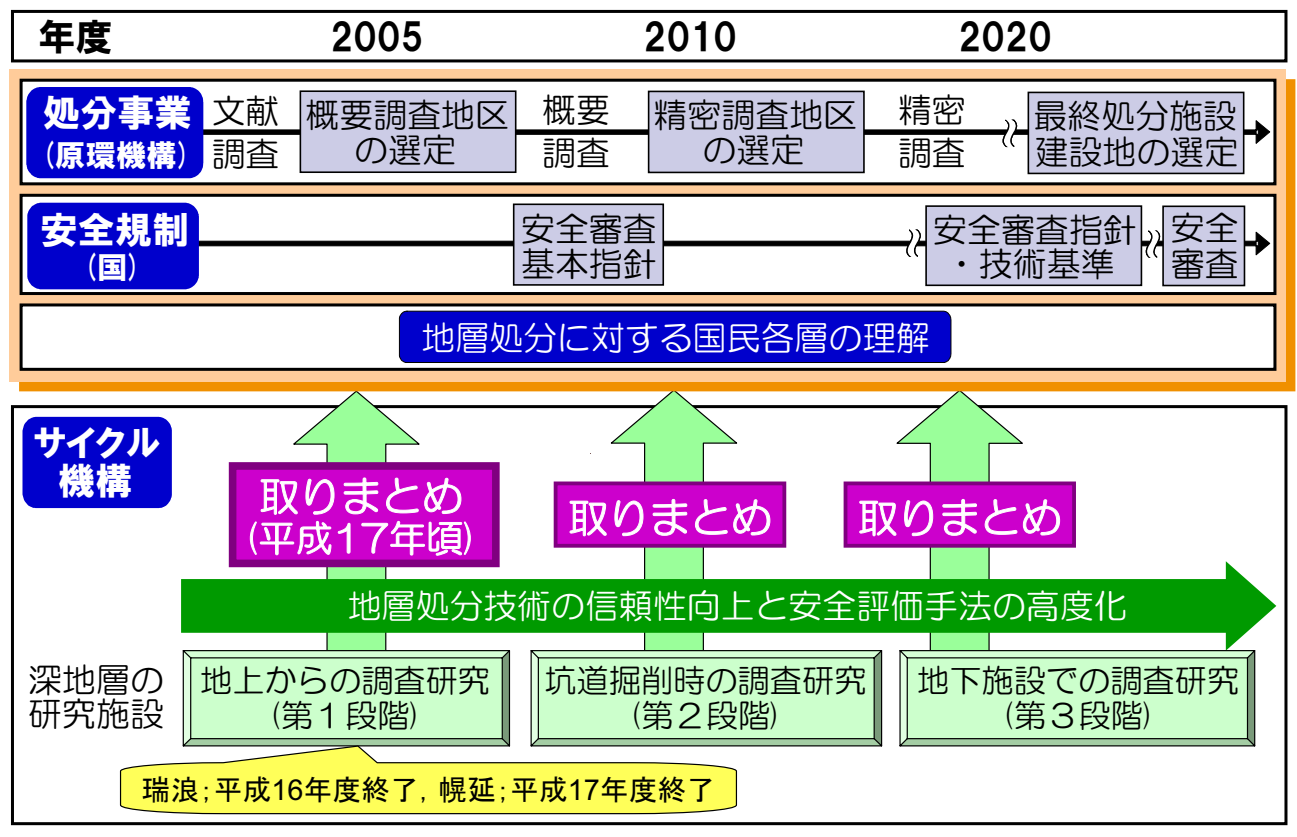 年度 2005 2010 2020
処分事業
(原環機構)
文献
調査
概要調査地区
の選定
概要
調査
精密調査地区
の選定
精密
調査
最終処分施設
建設地の選定
安全規制
(国)
安全審査
基本指針
安全審査指針
・技術基準
安全
審査
地層処分に対する国民各層の理解
サイクル
機構
取りまとめ
(平成17年頃)
取りまとめ
取りまとめ
地層処分技術の信頼性向上と安全評価手法の高度化
深地層の
研究施設
地上からの調査研究
(第1段階)
坑道掘削時の調査研究
(第2段階)
地下施設での調査研究
(第3段階)
瑞浪;平成16年度終了, 幌延;平成17年度終了